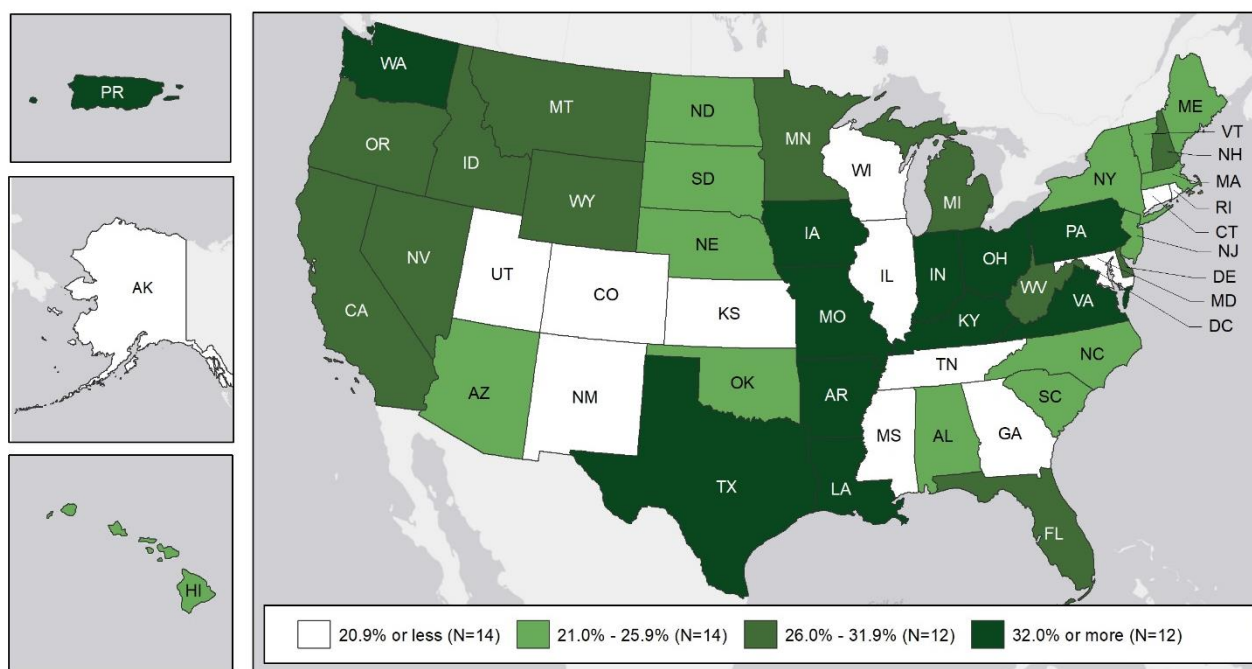 PR
AK
HI
WA
OR
ID
MT
WY
NV
CA
UT
CO
AZ
NM
ND
SD
NE
KS
OK
TX
MN
IA
MO
AR
LA
WI
IL
MI
IN
OH
KY
TN
MS
AL
GA
FL
SC
NC
VA
WV
PA
NY
ME
VT
NH
MA
RI
CT
NJ
DE
MD
DC
20.9% or less (N=14) 21.0% - 25.9% (N=14) 26.0% - 31.9% (N=12) 32.0% or more (N=12)